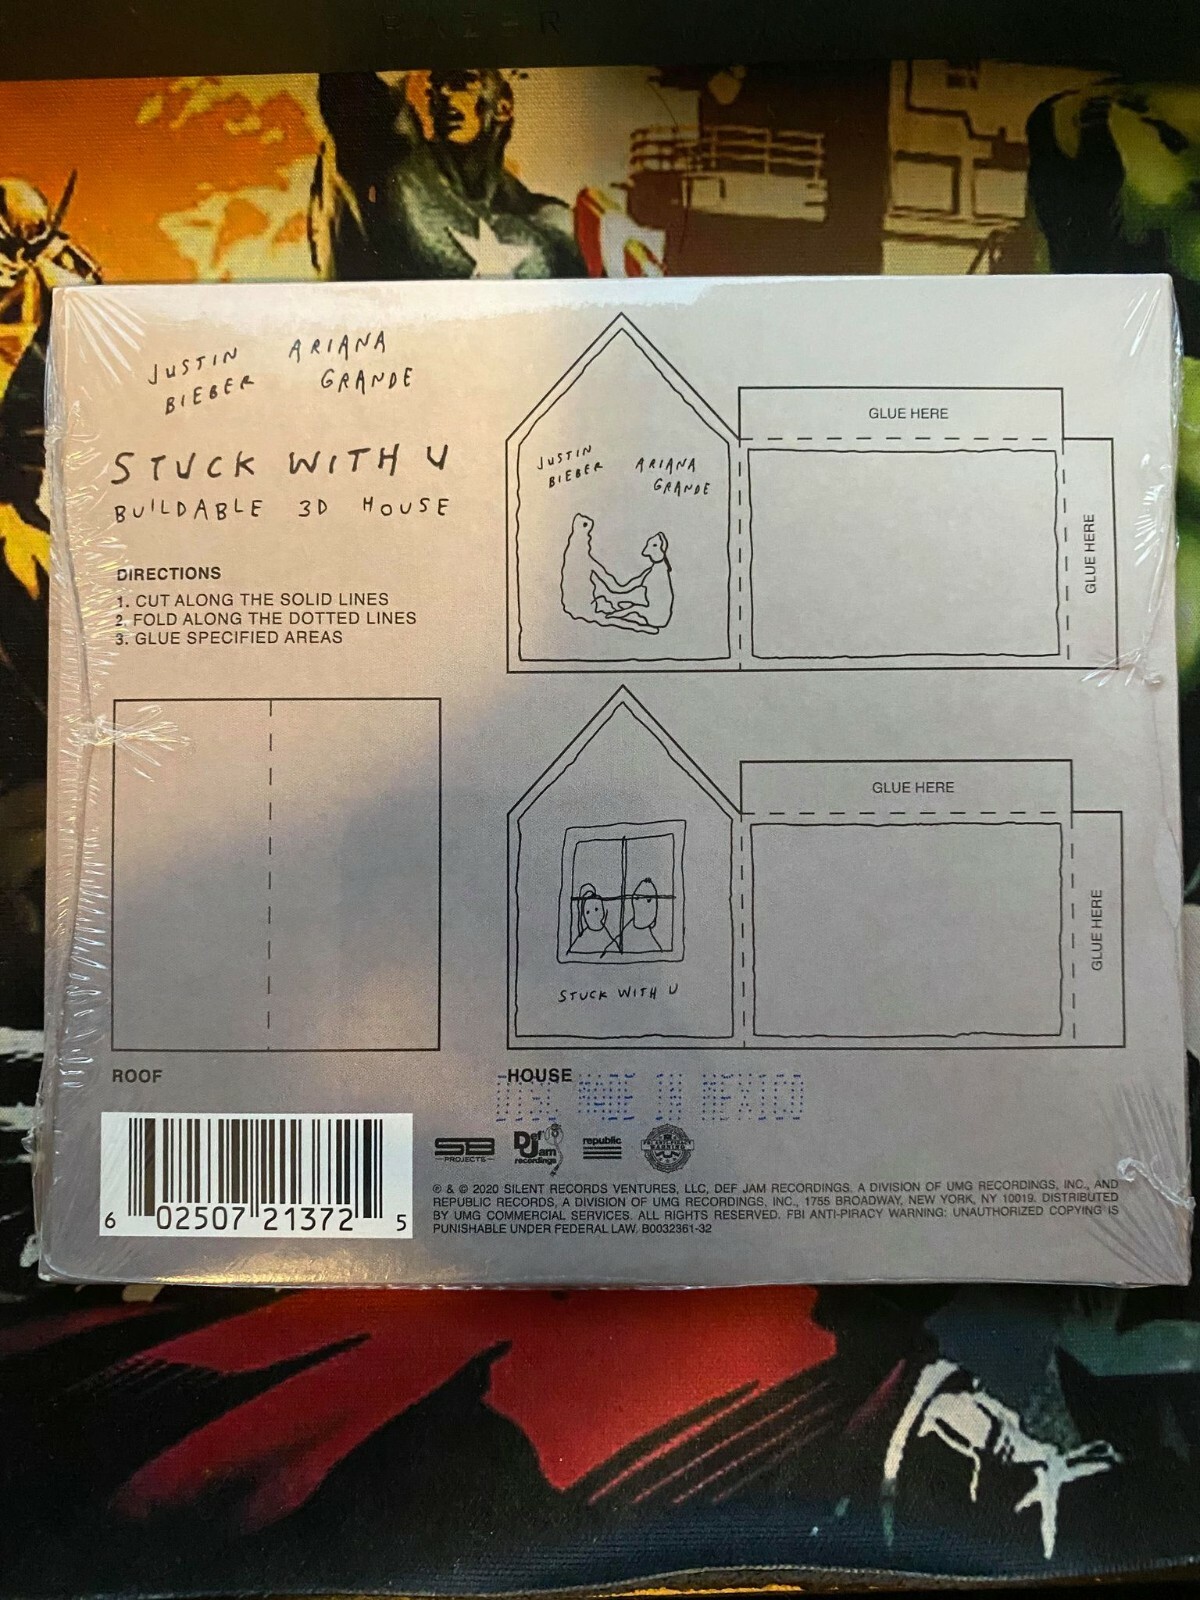 RAZER
JUSTIN BIEBER
ARIANA GRANDE
STUCK WITH U
BUILDABLE 3D HOUSE
DIRECTIONS
1. CUT ALONG THE SOLID LINES
2. FOLD ALONG THE DOTTED LINES
3. GLUE SPECIFIED AREAS
JUSTIN BIEBER
ARIANA GRANDE
GLUE HERE
GLUE HERE
STUCK WITH U
GLUE HERE
GLUE HERE
ROOF
HOUSE
DISC MADE IN MEXICO
6 02507 21372 5
SB PROJECTS
Def Jam recordings
republic
FBI ANTI-PIRACY WARNING
℗ & © 2020 SILENT RECORDS VENTURES, LLC, DEF JAM RECORDINGS, A DIVISION OF UMG RECORDINGS, INC., AND
REPUBLIC RECORDS, A DIVISION OF UMG RECORDINGS, INC., 1755 BROADWAY, NEW YORK, NY 10019. DISTRIBUTED
BY UMG COMMERCIAL SERVICES. ALL RIGHTS RESERVED. FBI ANTI-PIRACY WARNING: UNAUTHORIZED COPYING IS
PUNISHABLE UNDER FEDERAL LAW. B0032361-32